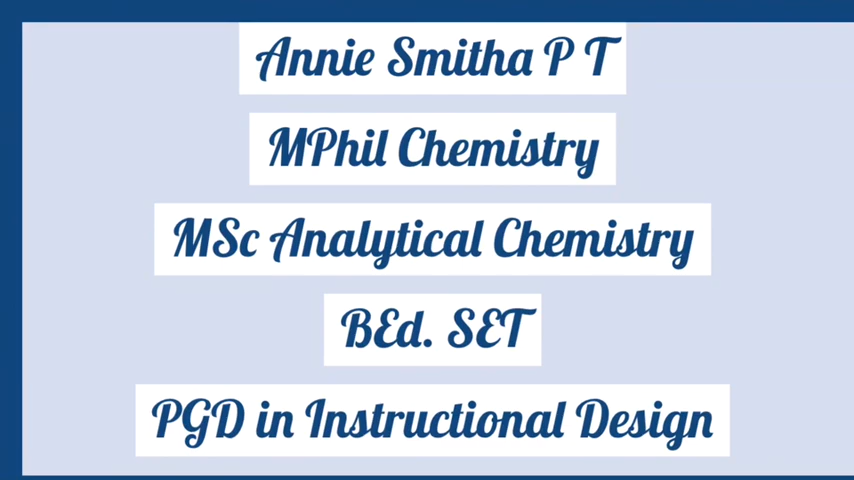 Annie Smitha P T
MPhil Chemistry
MSc Analytical Chemistry
BEd. SET
PGD in Instructional Design